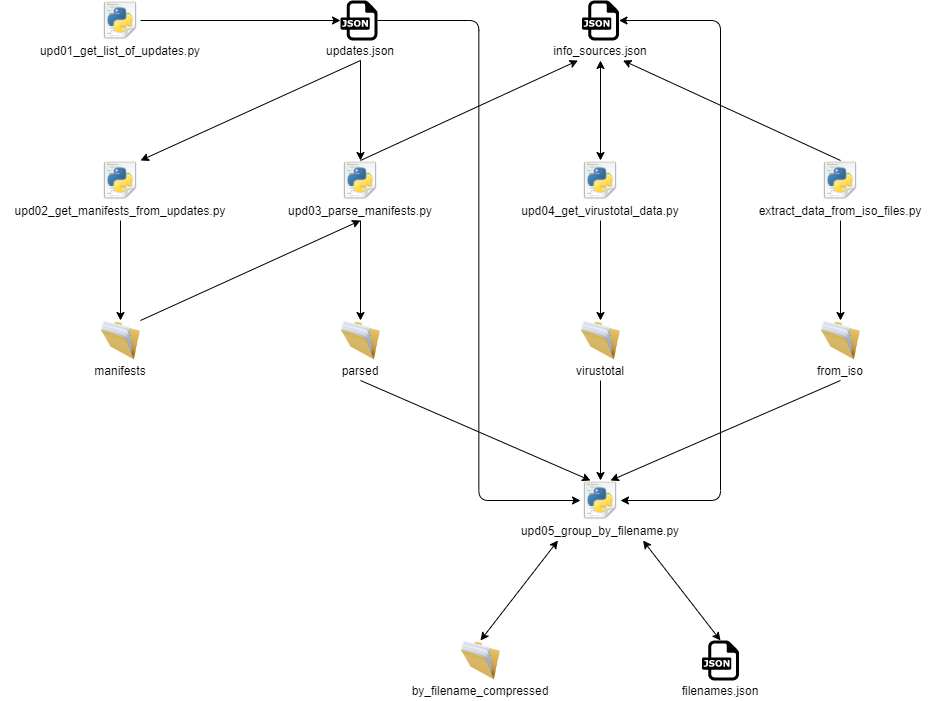 JSON
JSON
upd01_get_list_of_updates.py
updates.json
info_sources.json
upd02_get_manifests_from_updates.py
upd03_parse_manifests.py
upd04_get_virustotal_data.py
extract_data_from_iso_files.py
manifests
parsed
virustotal
from_iso
upd05_group_by_filename.py
JSON
by_filename_compressed
filenames.json